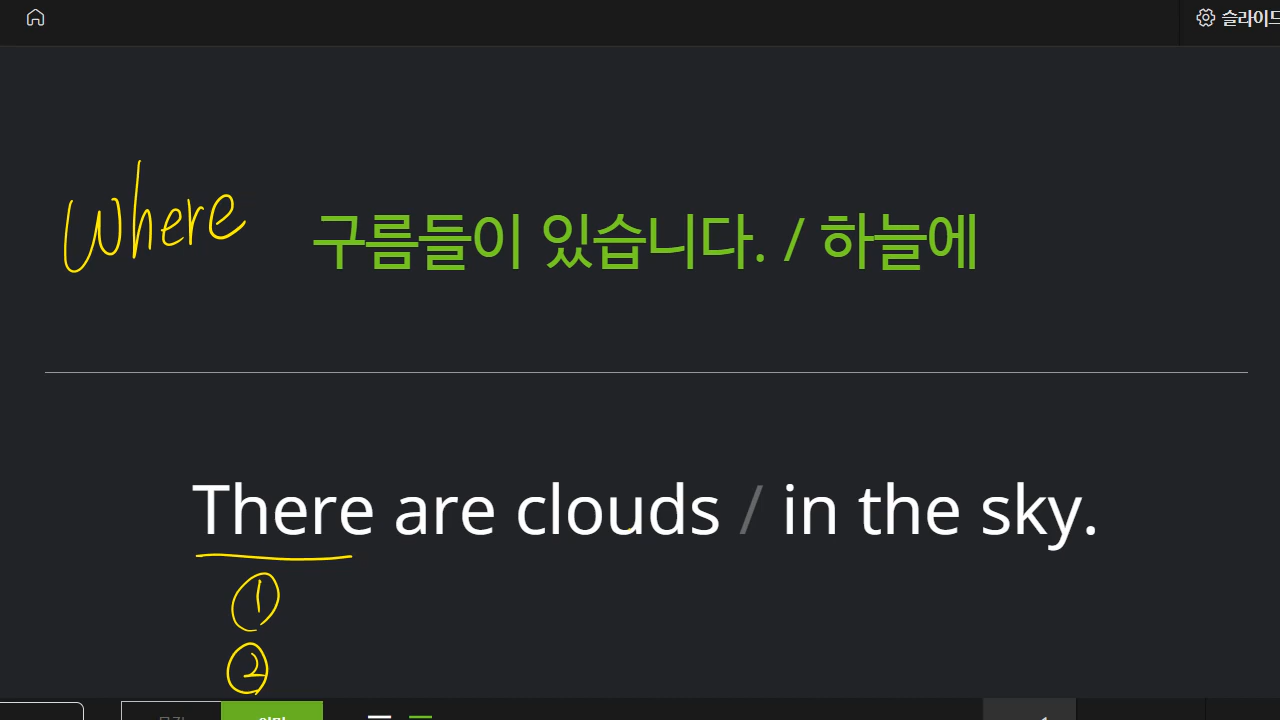 슬라이드
where 구름들이 있습니다. / 하늘에
There are clouds / in the sky.
①
②